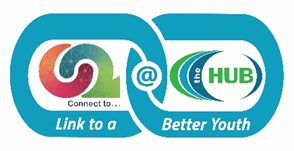 Connect to...
@
the HUB
Link to a Better Youth